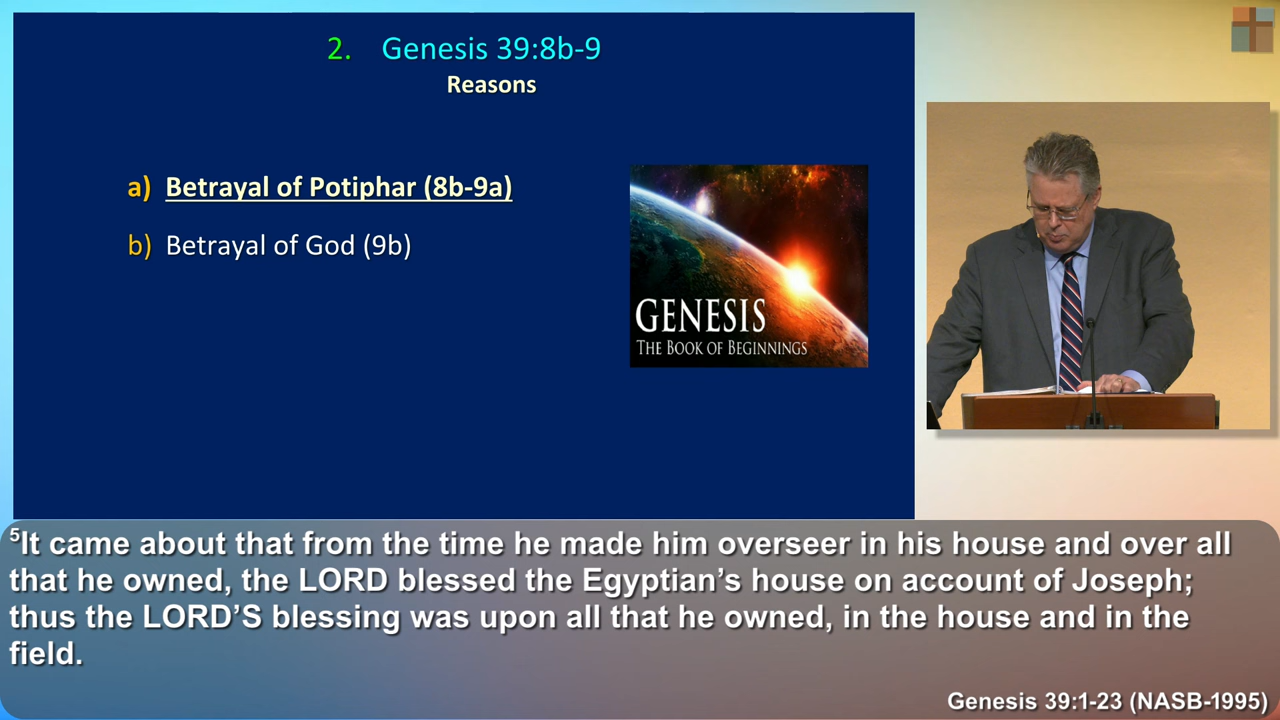 2. Genesis 39:8b-9
Reasons
a) Betrayal of Potiphar (8b-9a)
b) Betrayal of God (9b)
GENESIS
THE BOOK OF BEGINNINGS
5It came about that from the time he made him overseer in his house and over all
that he owned, the LORD blessed the Egyptian’s house on account of Joseph;
thus the LORD’S blessing was upon all that he owned, in the house and in the
field.
Genesis 39:1-23 (NASB-1995)